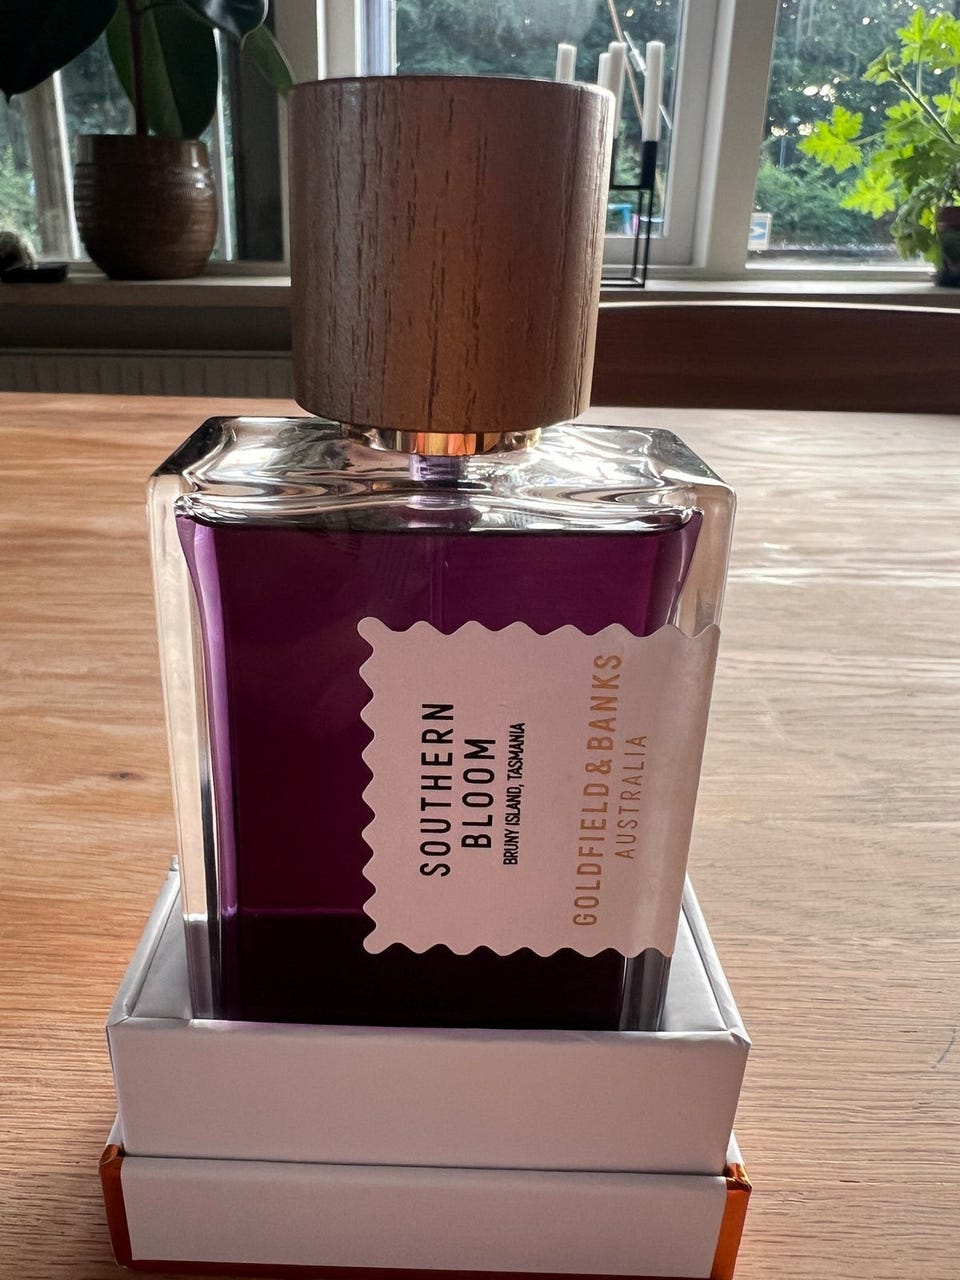 SOUTHERN
BLOOM
BRUNY ISLAND, TASMANIA
GOLDFIELD & BANKS
AUSTRALIA